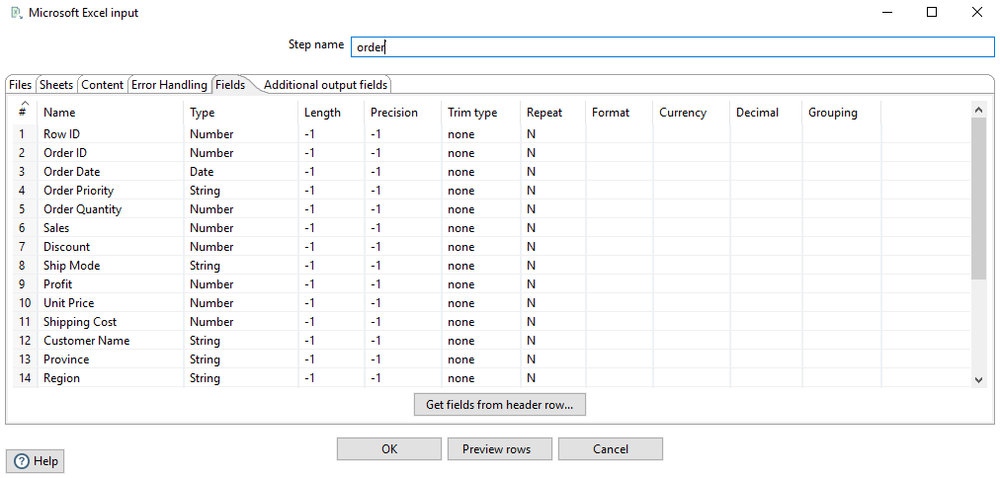 Microsoft Excel input
Step name order
Files Sheets Content Error Handling Fields Additional output fields
# Name Type Length Precision Trim type Repeat Format Currency Decimal Grouping
1 Row ID Number -1 -1 none N
2 Order ID Number -1 -1 none N
3 Order Date Date -1 -1 none N
4 Order Priority String -1 -1 none N
5 Order Quantity Number -1 -1 none N
6 Sales Number -1 -1 none N
7 Discount Number -1 -1 none N
8 Ship Mode String -1 -1 none N
9 Profit Number -1 -1 none N
10 Unit Price Number -1 -1 none N
11 Shipping Cost Number -1 -1 none N
12 Customer Name String -1 -1 none N
13 Province String -1 -1 none N
14 Region String -1 -1 none N
Get fields from header row...
OK Preview rows Cancel
? Help